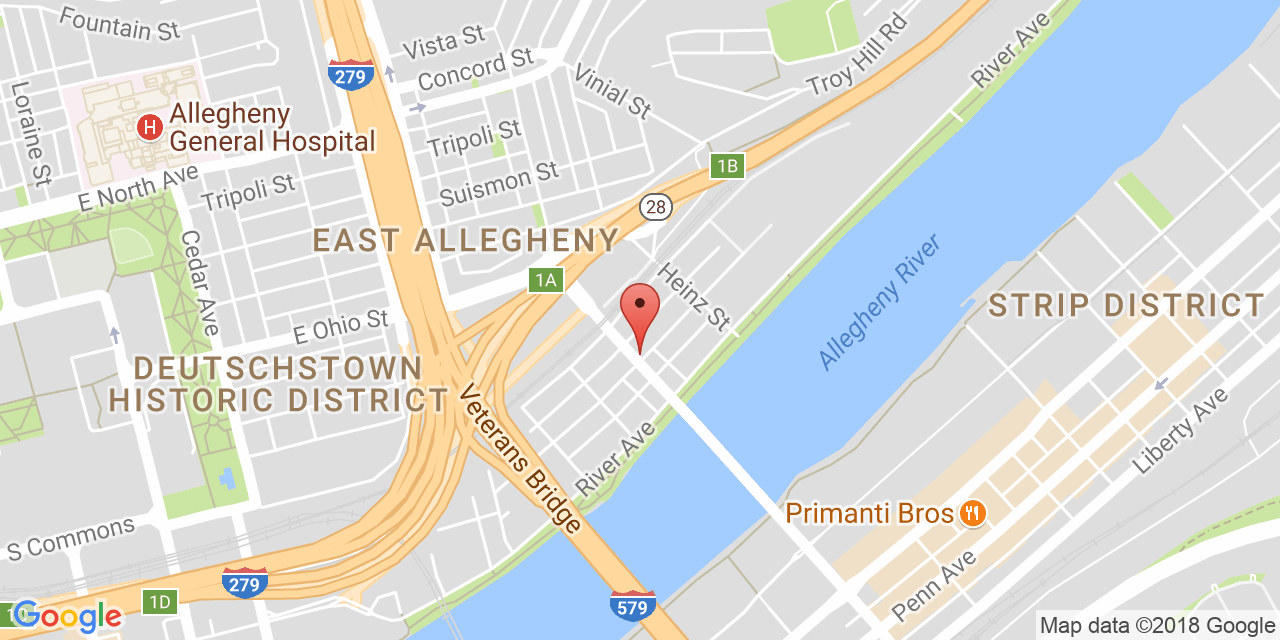 Fountain St
Vista St
Concord St
Vinial St
Troy Hill Rd
River Ave
279
Loraine St
H
Allegheny
General Hospital
Tripoli St
Suismon St
1B
E North Ave
Tripoli St
28
EAST ALLEGHENY
Cedar Ave
1A
Heinz St
Allegheny River
STRIP DISTRICT
E Ohio St
DEUTSCHSTOWN
HISTORIC DISTRICT
Veterans Bridge
River Ave
Liberty Ave
Primanti Bros
S Commons
Penn Ave
279
1D
579
Google
Map data ©2018 Google